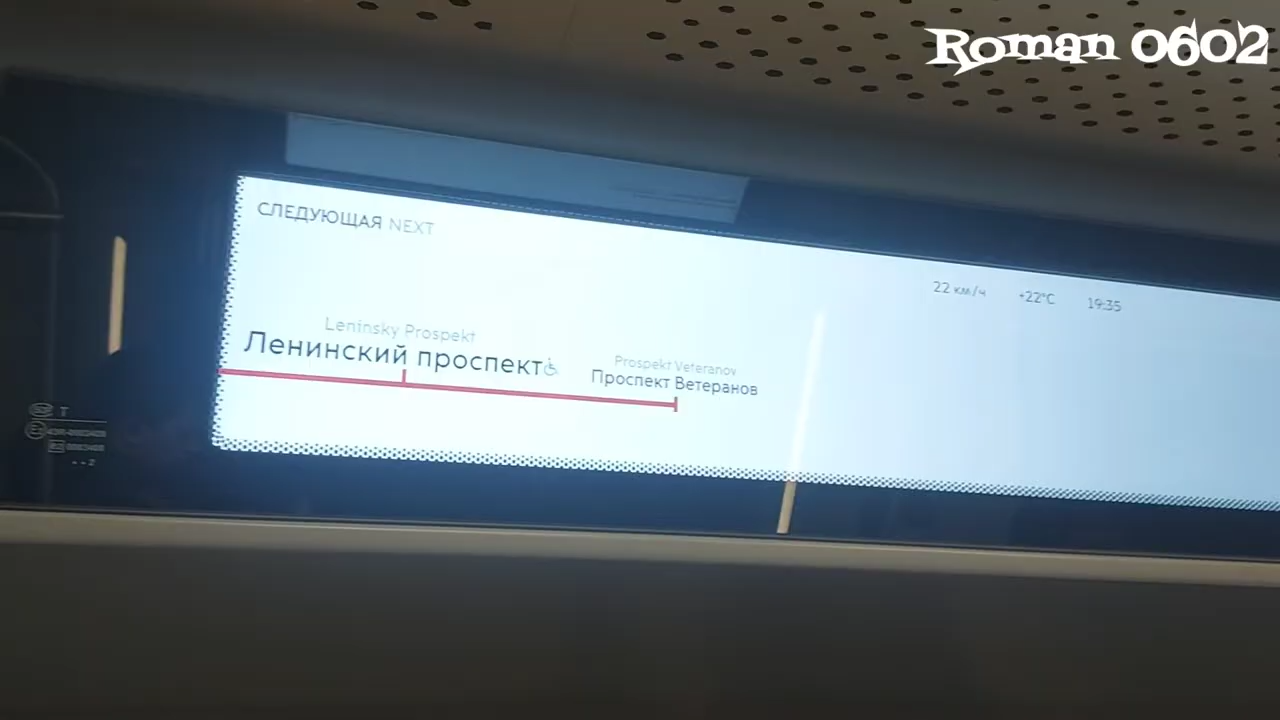 Roman 0602
СЛЕДУЮЩАЯ NEXT
22 км/ч +22°C 19:35
Leninsky Prospekt
Ленинский проспект
Prospekt Veteranov
Проспект Ветеранов